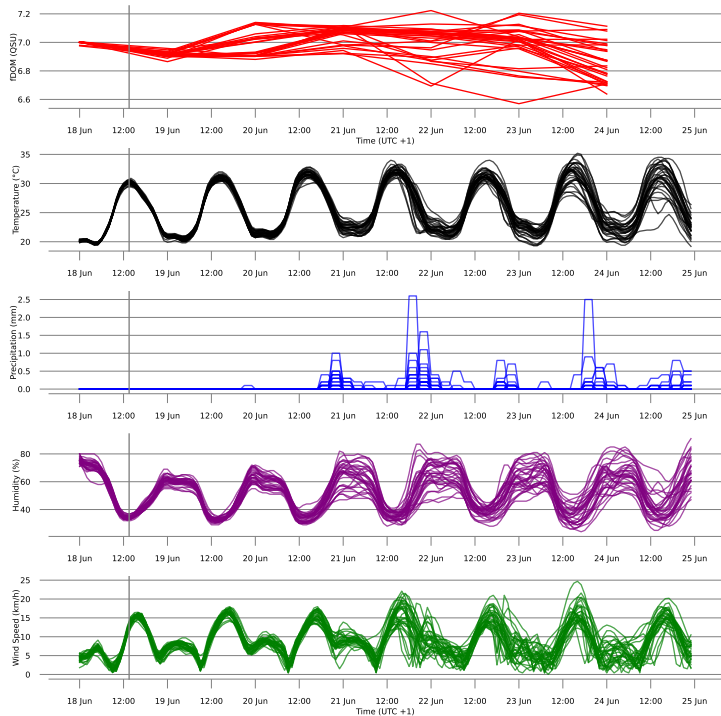 fDOM (QSU)
7.2
7.0
6.8
6.6
18 Jun 12:00 19 Jun 12:00 20 Jun 12:00 21 Jun 12:00 22 Jun 12:00 23 Jun 12:00 24 Jun 12:00 25 Jun
Time (UTC +1)
Temperature (°C)
35
30
25
20
18 Jun 12:00 19 Jun 12:00 20 Jun 12:00 21 Jun 12:00 22 Jun 12:00 23 Jun 12:00 24 Jun 12:00 25 Jun
Precipitation (mm)
2.5
2.0
1.5
1.0
0.5
0.0
18 Jun 12:00 19 Jun 12:00 20 Jun 12:00 21 Jun 12:00 22 Jun 12:00 23 Jun 12:00 24 Jun 12:00 25 Jun
Humidity (%)
80
60
40
18 Jun 12:00 19 Jun 12:00 20 Jun 12:00 21 Jun 12:00 22 Jun 12:00 23 Jun 12:00 24 Jun 12:00 25 Jun
Wind Speed (km/h)
25
20
15
10
5
0
18 Jun 12:00 19 Jun 12:00 20 Jun 12:00 21 Jun 12:00 22 Jun 12:00 23 Jun 12:00 24 Jun 12:00 25 Jun
Time (UTC +1)